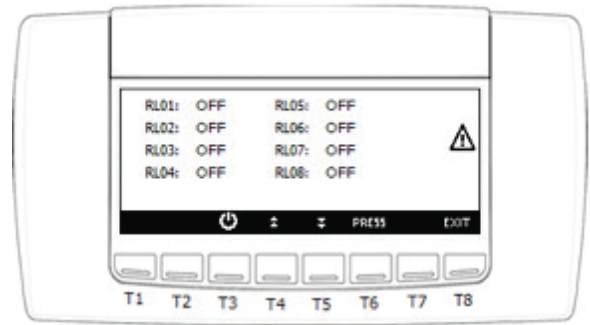 RL01: OFF RL05: OFF
RL02: OFF RL06: OFF
RL03: OFF RL07: OFF
RL04: OFF RL08: OFF
PRESS EXIT
T1 T2 T3 T4 T5 T6 T7 T8